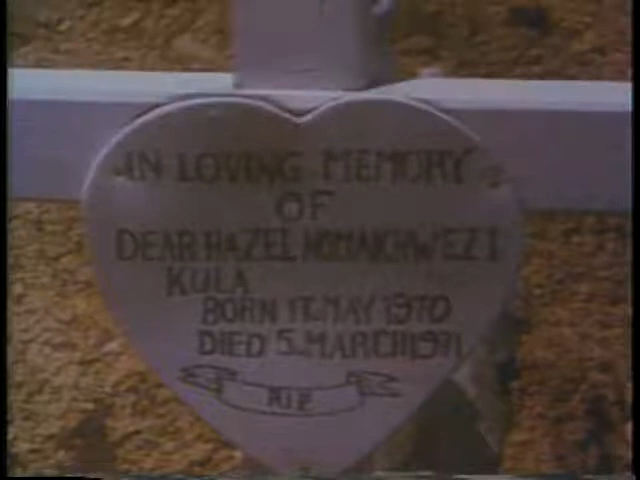 IN LOVING MEMORY
OF
DEAR HAZEL NOMAKHWEZI
KULA
BORN 17. MAY 1970
DIED 5. MARCH 1971
RIP